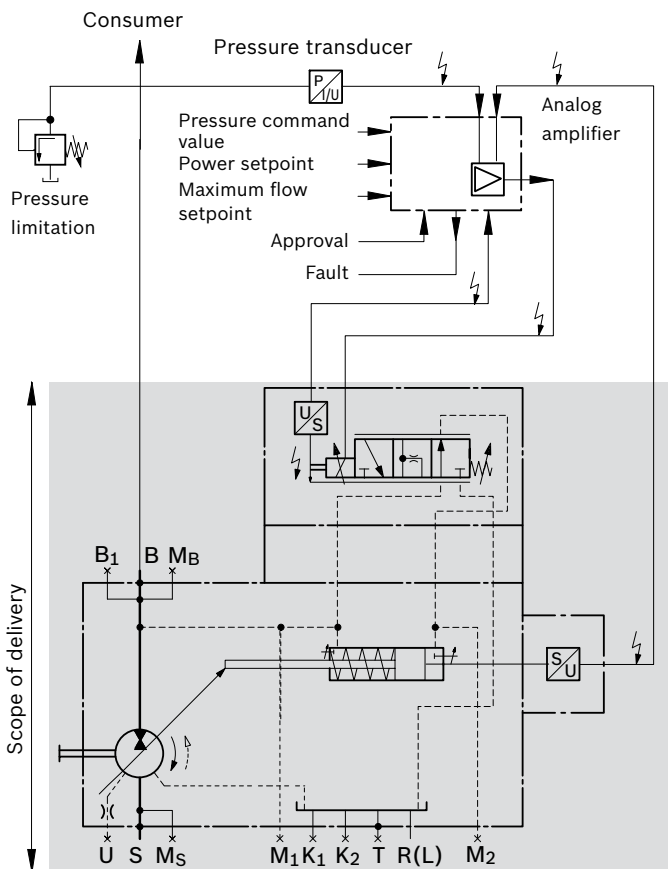 Consumer
Pressure transducer
P
I/U
Analog
amplifier
Pressure command
value
Power setpoint
Maximum flow
setpoint
Pressure
limitation
Approval
Fault
U
S
Scope of delivery
B1 B MB
S
U
U S MS M1 K1 K2 T R(L) M2